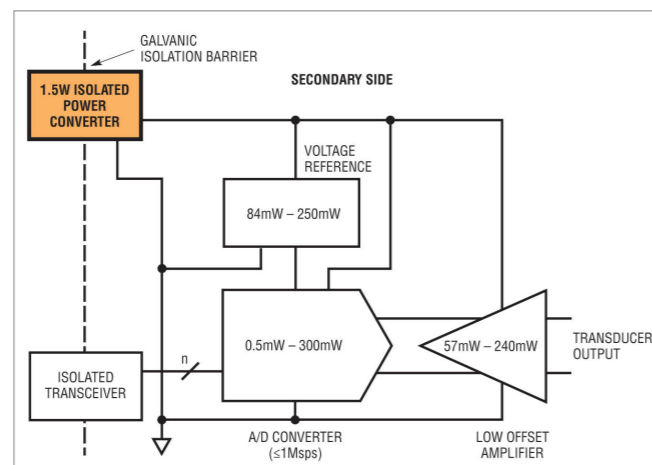 GALVANIC
ISOLATION BARRIER
SECONDARY SIDE
1.5W ISOLATED
POWER
CONVERTER
VOLTAGE
REFERENCE
84mW – 250mW
0.5mW – 300mW
57mW – 240mW
TRANSDUCER
OUTPUT
n
ISOLATED
TRANSCEIVER
A/D CONVERTER
(≤1Msps)
LOW OFFSET
AMPLIFIER